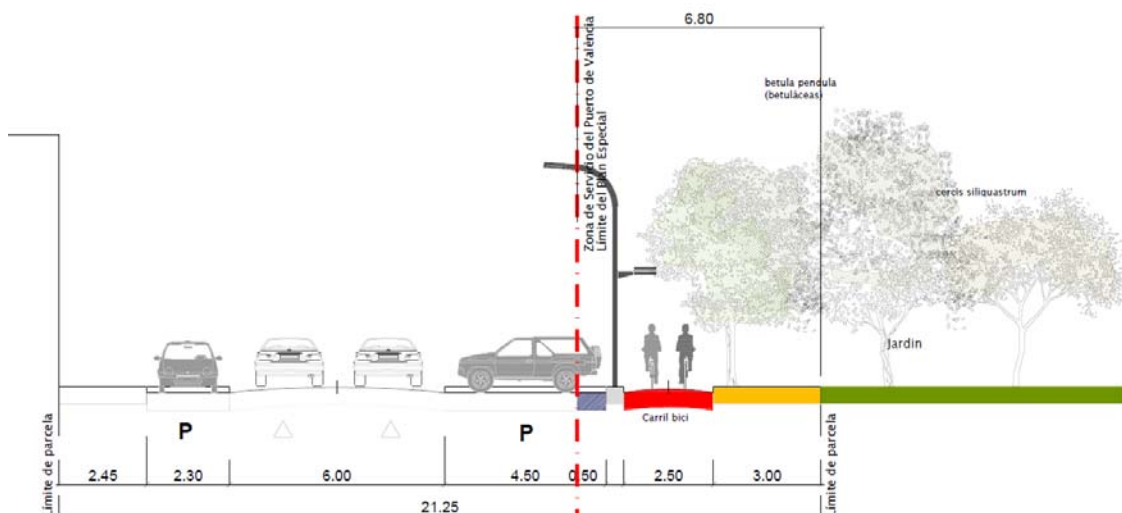 6.80
betula pendula
(betuláceas)
Zona de Servicio del Puerto de València
Límite del Plan Especial
cercis siliquastrum
Jardin
Carril bici
P
P
Límite de parcela
Límite de parcela
2.45
2.30
6.00
4.50
0.50
2.50
3.00
21.25